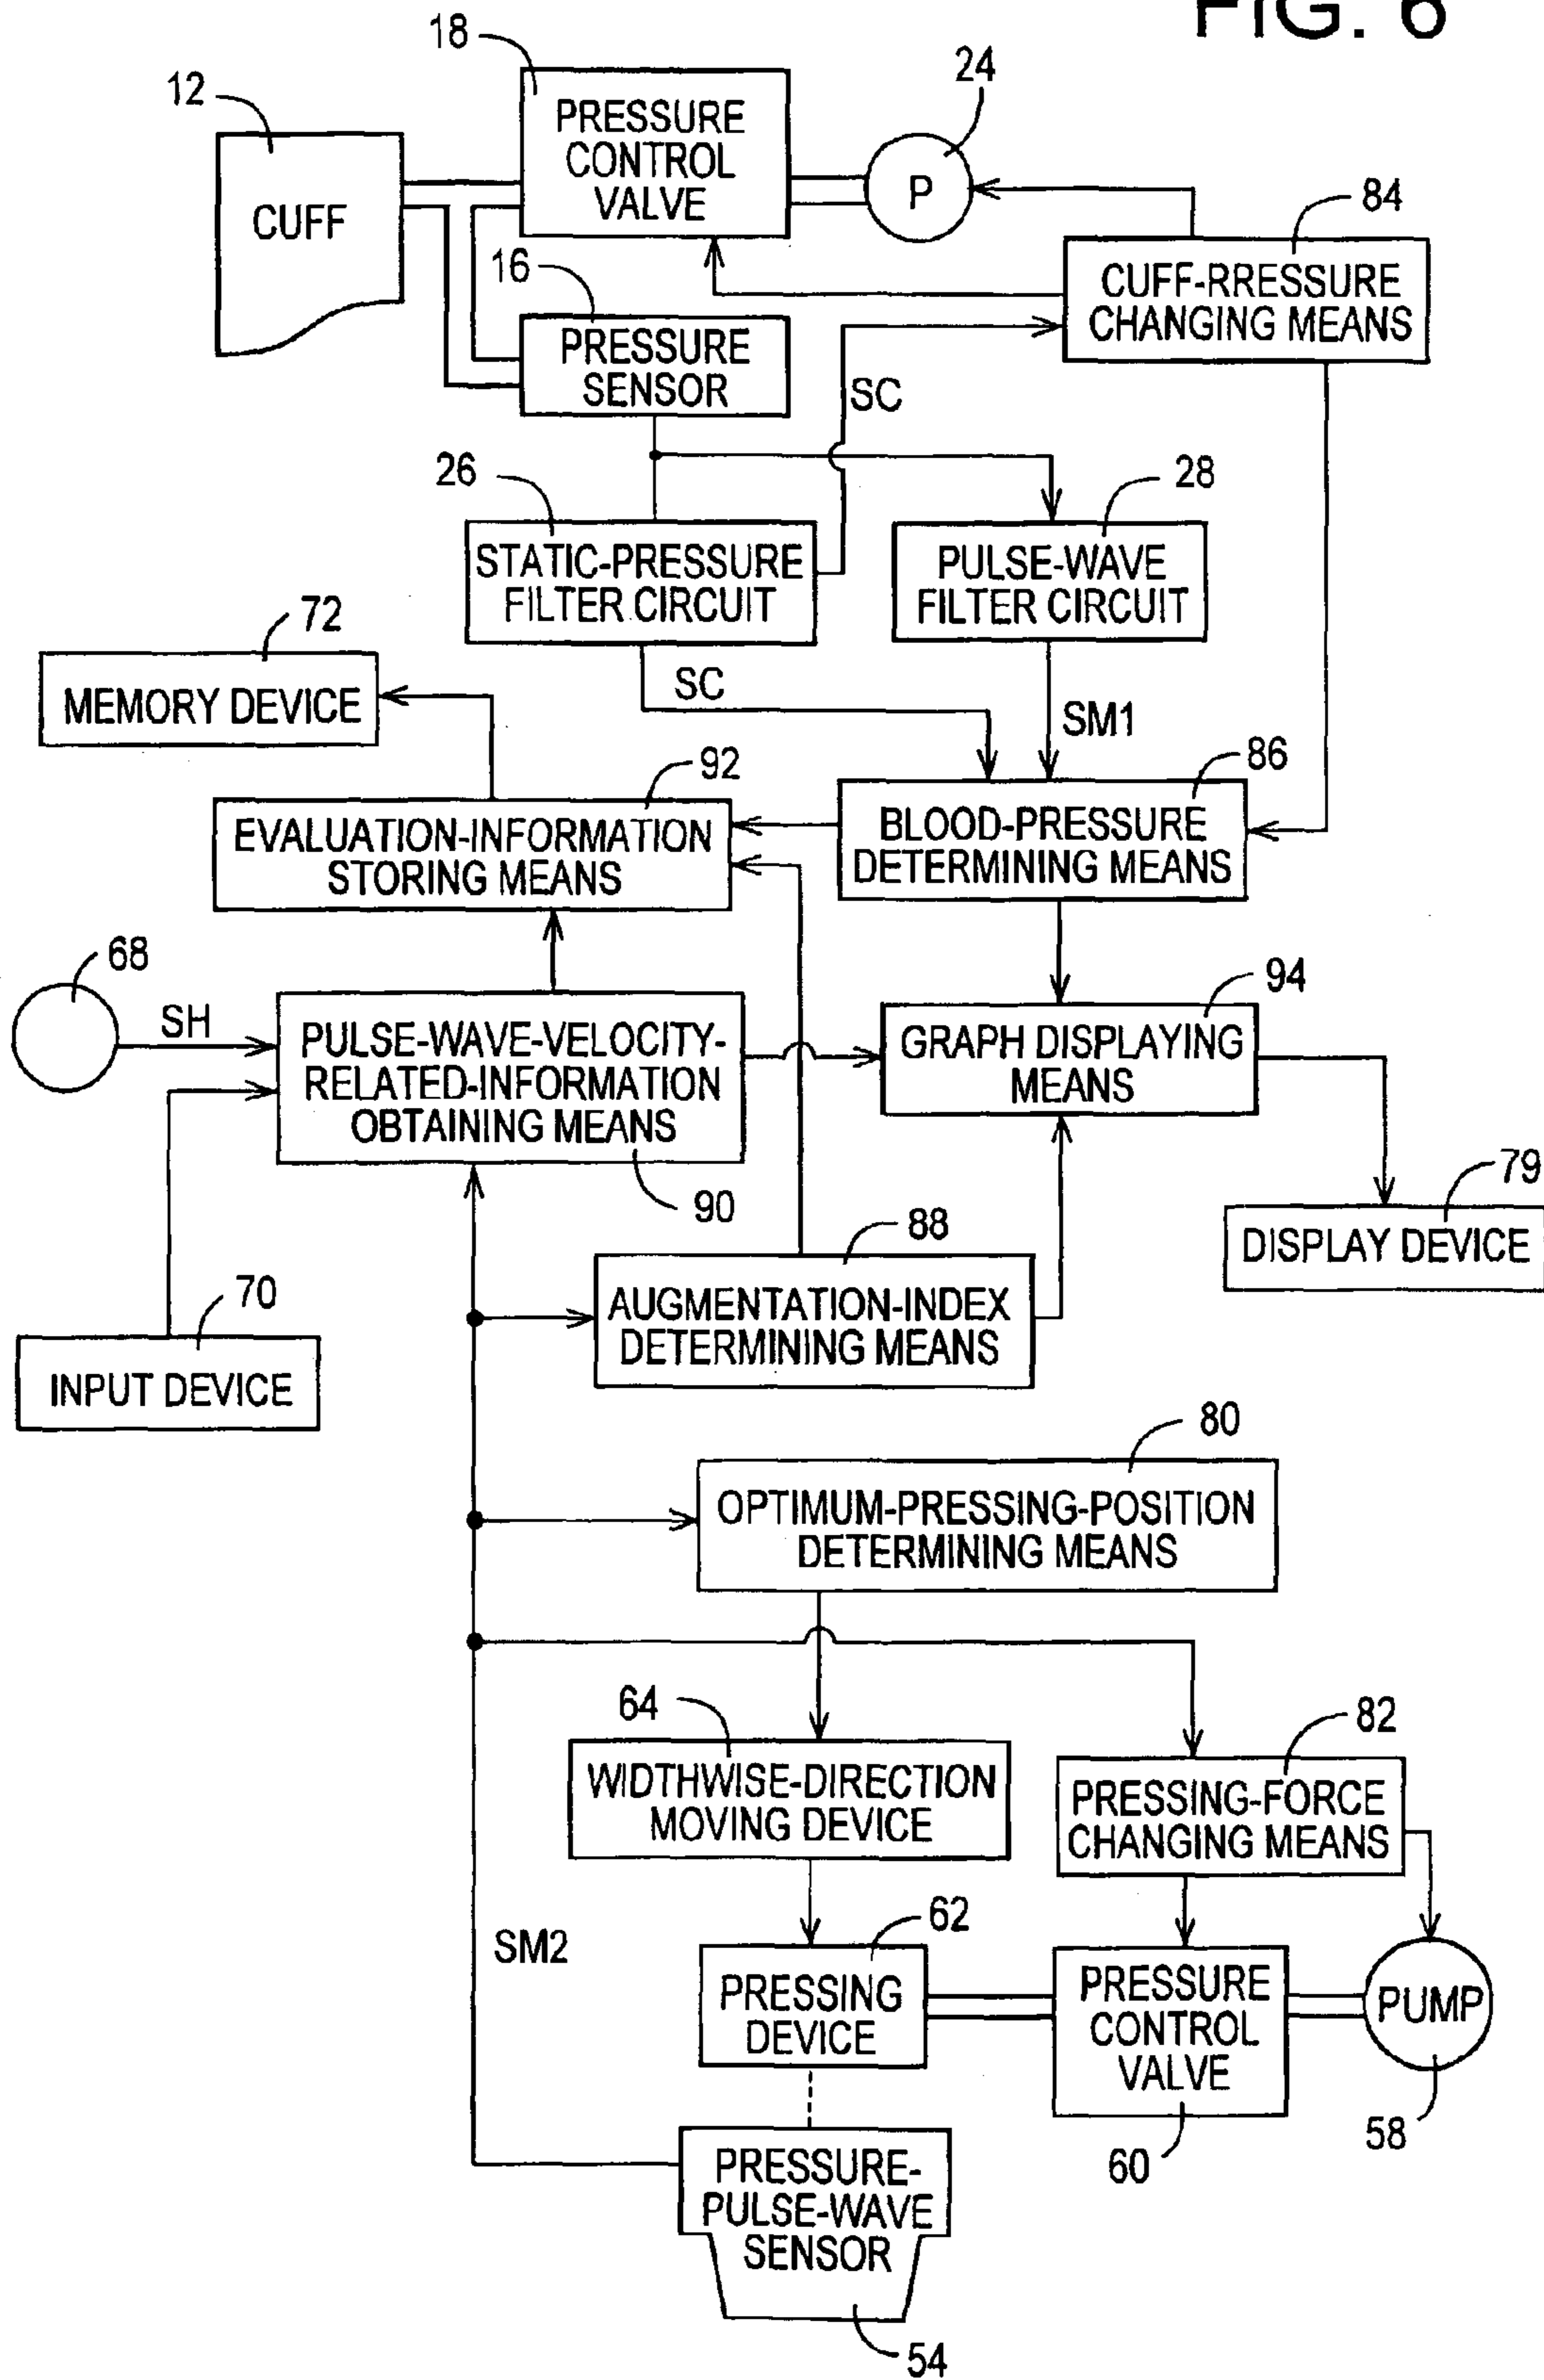 FIG. 6
18
12
24
PRESSURE
CONTROL
VALVE
CUFF
P
84
16
CUFF-RRESSURE
CHANGING MEANS
PRESSURE
SENSOR
SC
26
28
STATIC-PRESSURE
FILTER CIRCUIT
PULSE-WAVE
FILTER CIRCUIT
72
MEMORY DEVICE
SC
SM1
92
86
EVALUATION-INFORMATION
STORING MEANS
BLOOD-PRESSURE
DETERMINING MEANS
68
94
SH
PULSE-WAVE-VELOCITY-
RELATED-INFORMATION
OBTAINING MEANS
GRAPH DISPLAYING
MEANS
90
79
88
DISPLAY DEVICE
70
AUGMENTATION-INDEX
DETERMINING MEANS
INPUT DEVICE
80
OPTIMUM-PRESSING-POSITION
DETERMINING MEANS
64
82
WIDTHWISE-DIRECTION
MOVING DEVICE
PRESSING-FORCE
CHANGING MEANS
62
SM2
PRESSING
DEVICE
PRESSURE
CONTROL
VALVE
PUMP
58
60
PRESSURE-
PULSE-WAVE
SENSOR
54